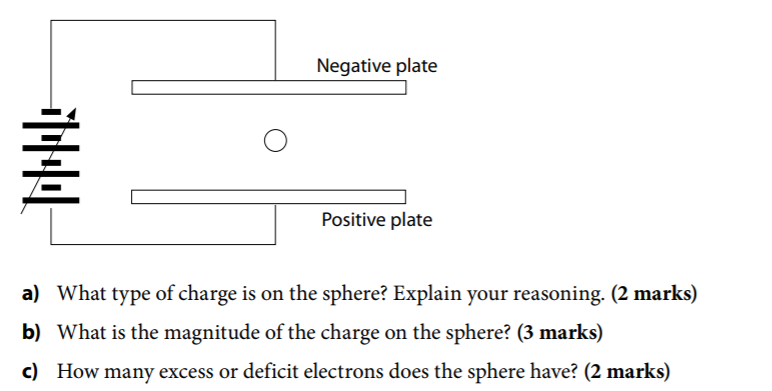 Negative plate
Positive plate
a) What type of charge is on the sphere? Explain your reasoning. (2 marks)
b) What is the magnitude of the charge on the sphere? (3 marks)
c) How many excess or deficit electrons does the sphere have? (2 marks)